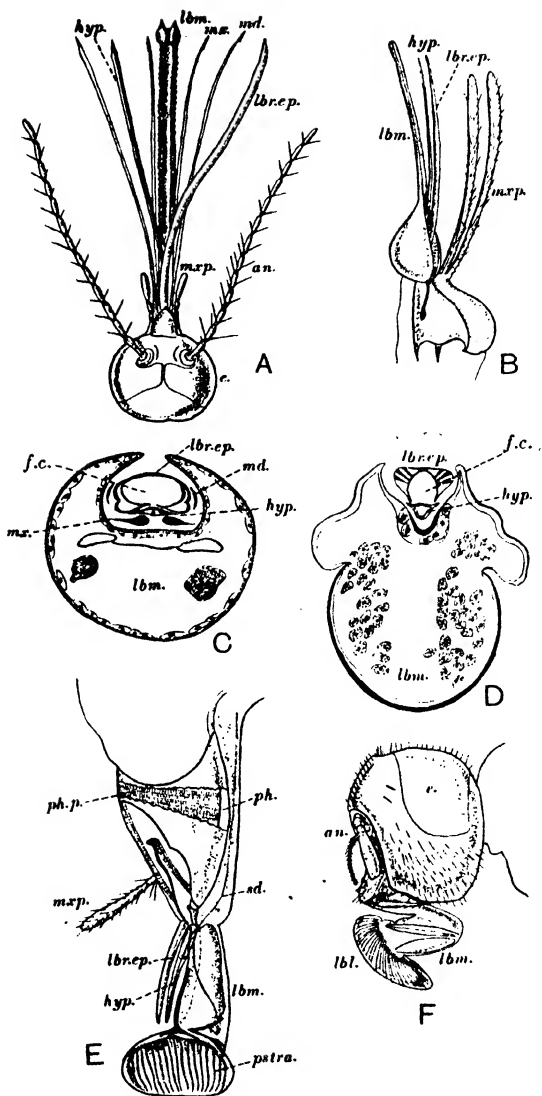 hyp.
lbm.
mx.
md.
lbr.ep.
mxp.
an.
e.
A
hyp.
lbr.ep.
lbm.
mxp.
B
lbr.ep.
f.c.
md.
hyp.
mx.
lbm.
C
lbr.ep.
f.c.
hyp.
lbm.
D
ph.p.
ph.
mxp.
sd.
lbr.ep.
hyp.
lbm.
pstra.
E
e.
an.
lbl.
lbm.
F